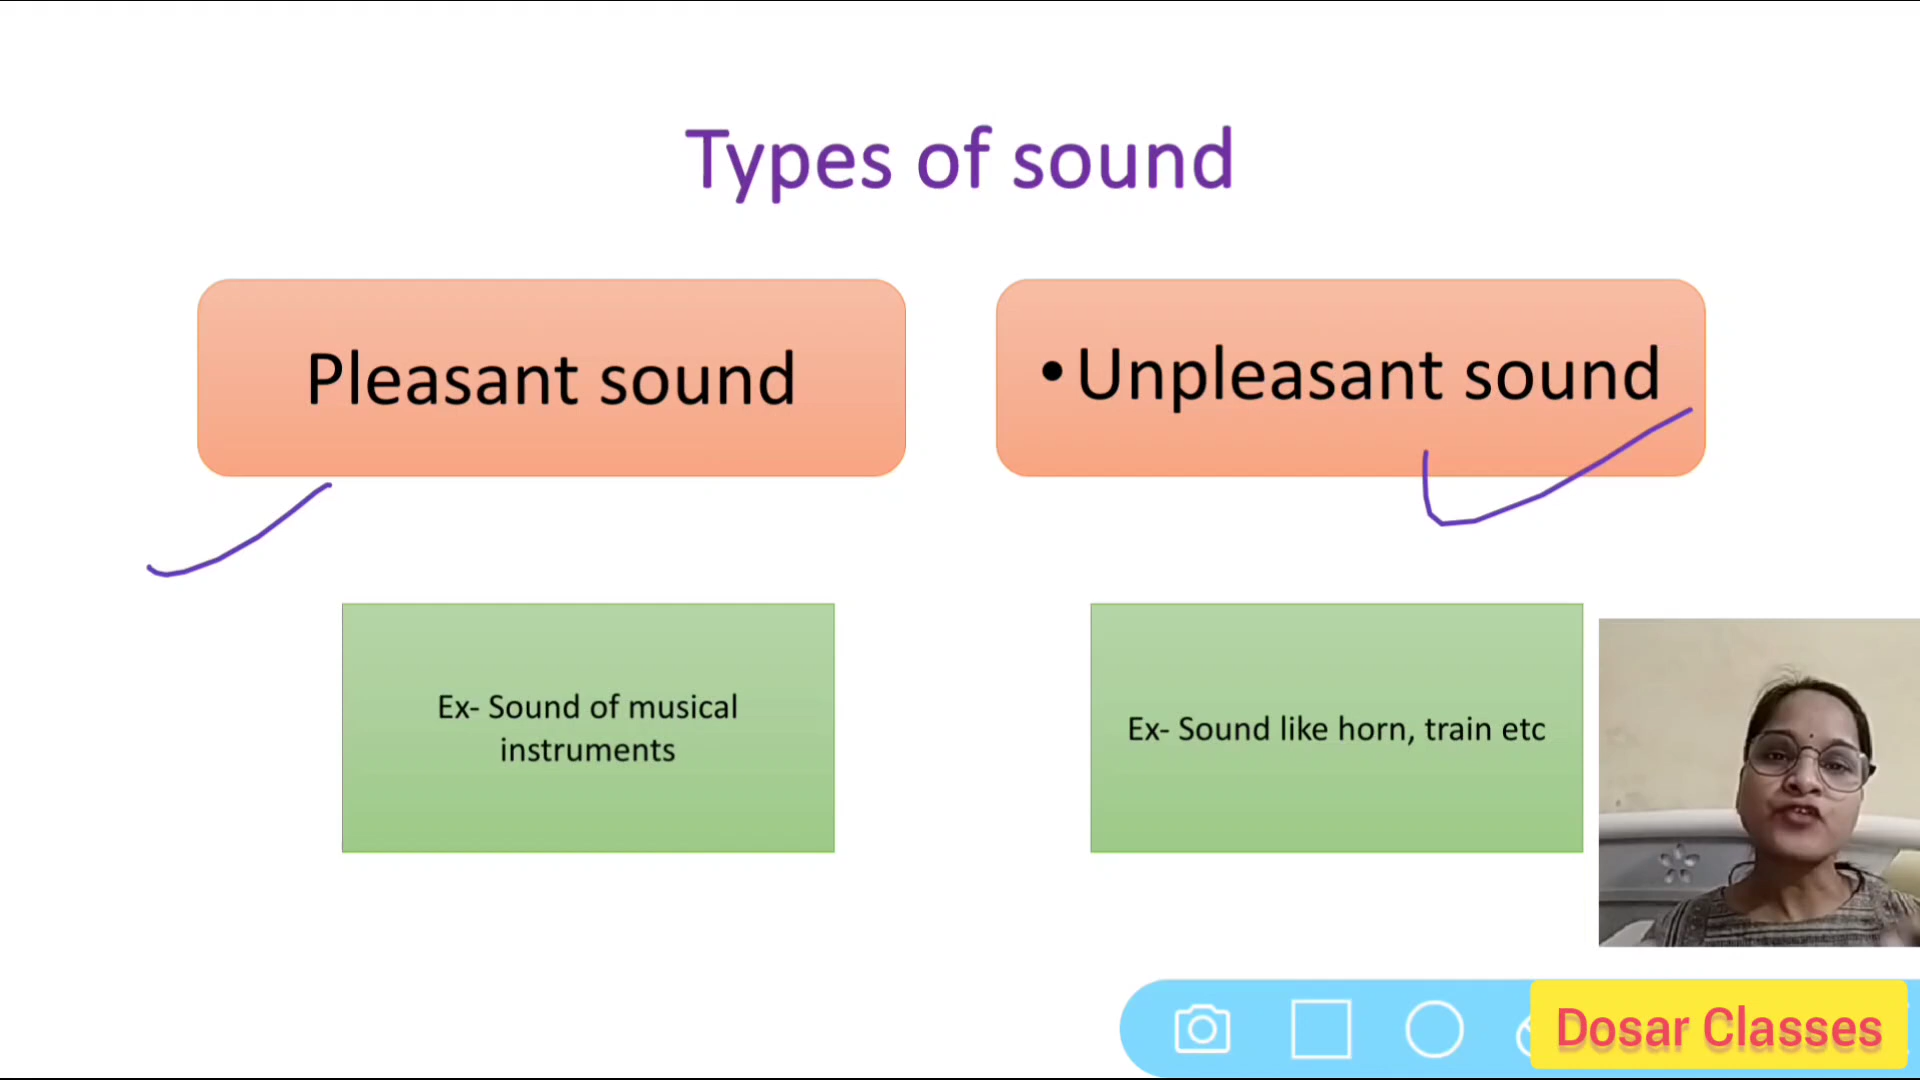 Types of sound
Pleasant sound
• Unpleasant sound
Ex- Sound of musical
instruments
Ex- Sound like horn, train etc
Dosar Classes